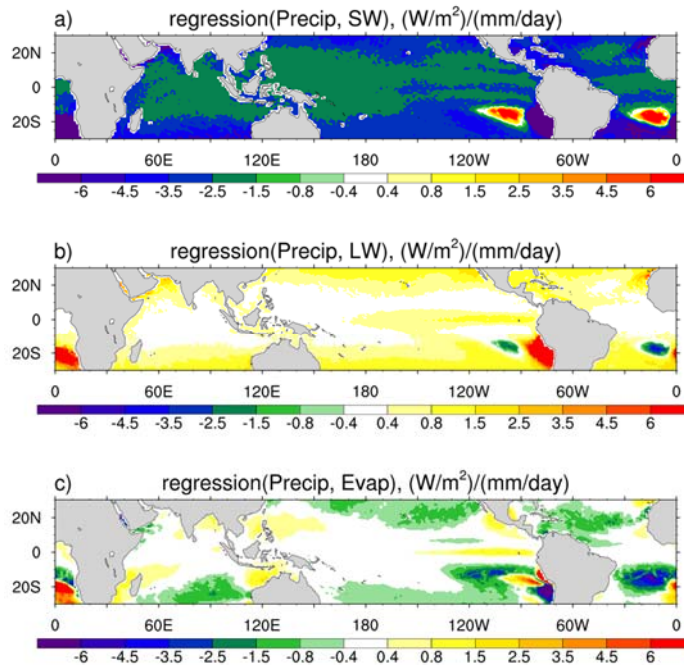 a) regression(Precip, SW), (W/m²)/(mm/day)
20N
0
20S
0 60E 120E 180 120W 60W 0
-6 -4.5 -3.5 -2.5 -1.5 -0.8 -0.4 0.4 0.8 1.5 2.5 3.5 4.5 6
b) regression(Precip, LW), (W/m²)/(mm/day)
20N
0
20S
0 60E 120E 180 120W 60W 0
-6 -4.5 -3.5 -2.5 -1.5 -0.8 -0.4 0.4 0.8 1.5 2.5 3.5 4.5 6
c) regression(Precip, Evap), (W/m²)/(mm/day)
20N
0
20S
0 60E 120E 180 120W 60W 0
-6 -4.5 -3.5 -2.5 -1.5 -0.8 -0.4 0.4 0.8 1.5 2.5 3.5 4.5 6